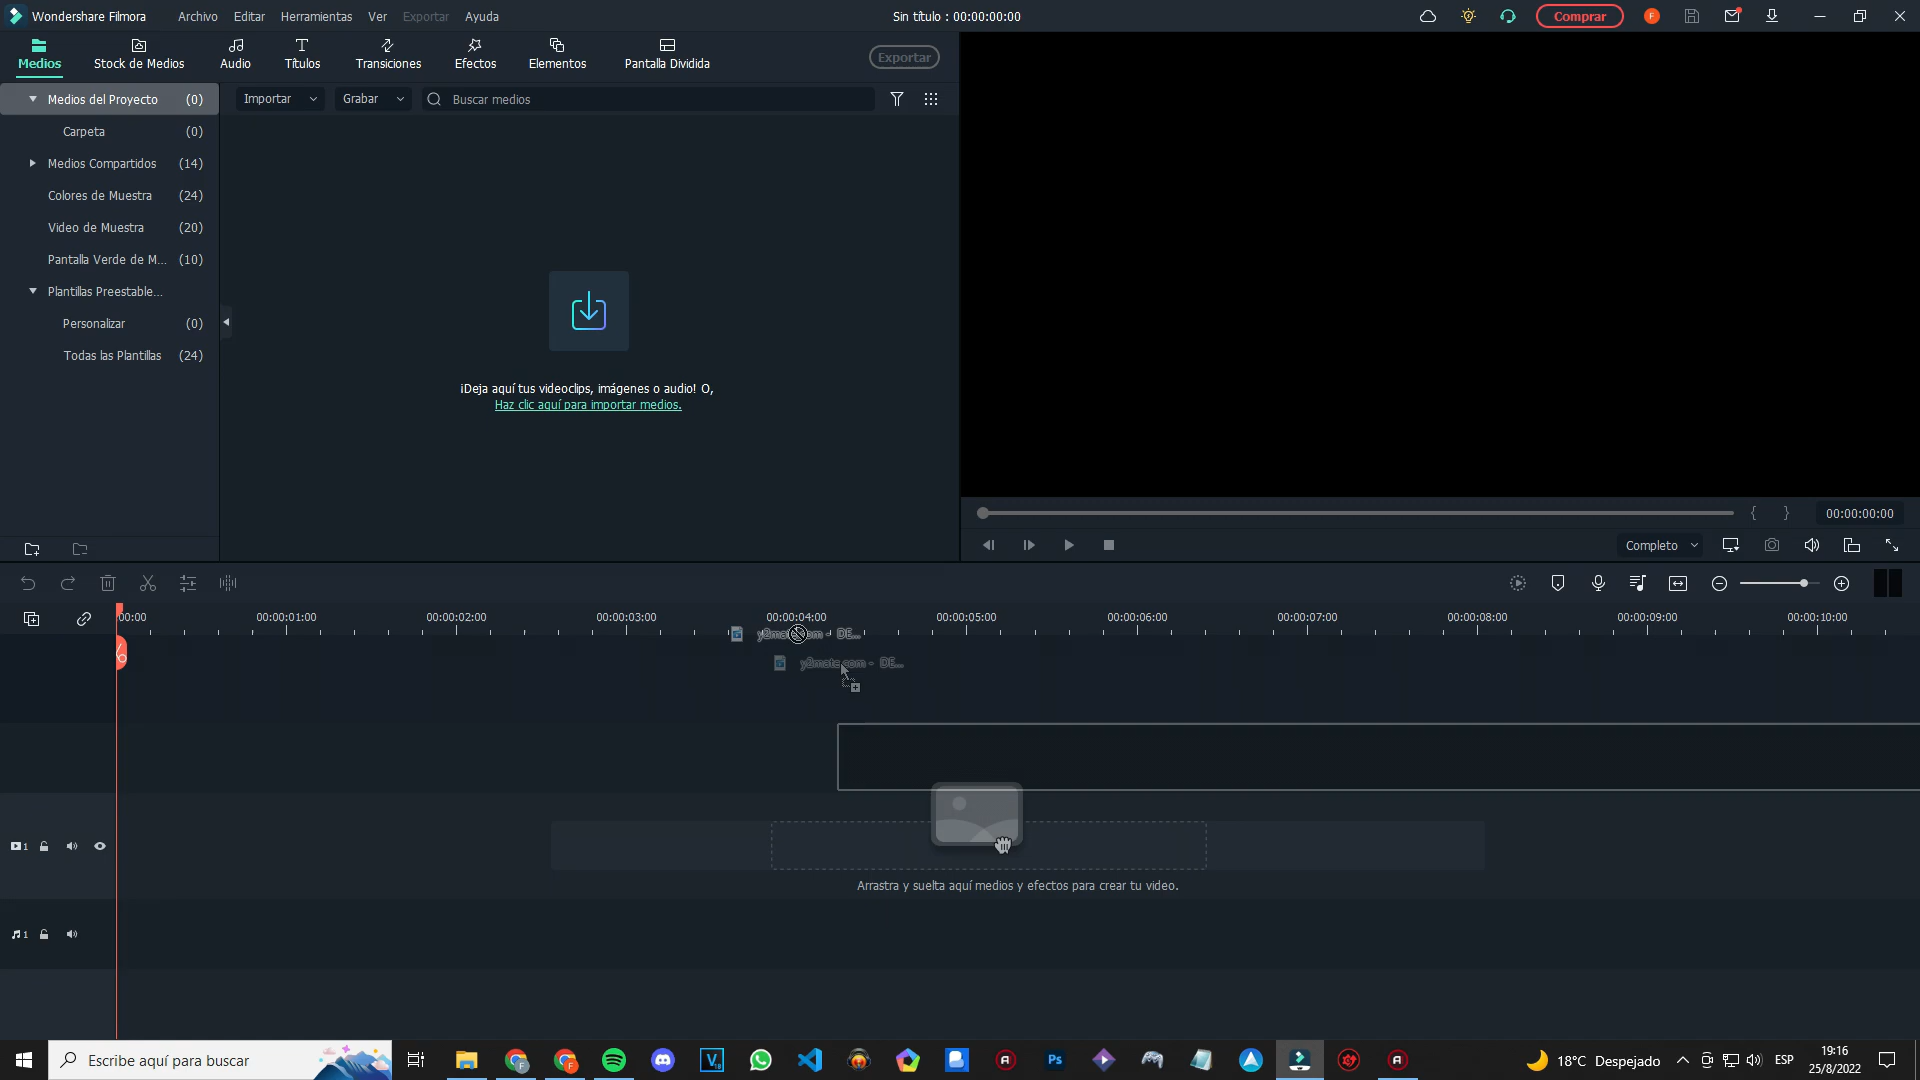 Wondershare Filmora
Archivo Editar Herramientas Ver Exportar Ayuda
Sin título : 00:00:00:00
Comprar
F
Medios Stock de Medios Audio Títulos Transiciones Efectos Elementos Pantalla Dividida
Exportar
Medios del Proyecto (0)
Carpeta (0)
Medios Compartidos (14)
Colores de Muestra (24)
Video de Muestra (20)
Pantalla Verde de M... (10)
Plantillas Preestable...
Personalizar (0)
Todas las Plantillas (24)
Importar Grabar Buscar medios
¡Deja aquí tus videoclips, imágenes o audio! O,
Haz clic aquí para importar medios.
{ } 00:00:00:00
Completo
00:00 00:00:01:00 00:00:02:00 00:00:03:00 00:00:04:00 00:00:05:00 00:00:06:00 00:00:07:00 00:00:08:00 00:00:09:00 00:00:10:00
DE...
y2mate.com - DE...
1
Arrastra y suelta aquí medios y efectos para crear tu video.
1
Escribe aquí para buscar
Ps
18°C Despejado
ESP
19:16
25/8/2022